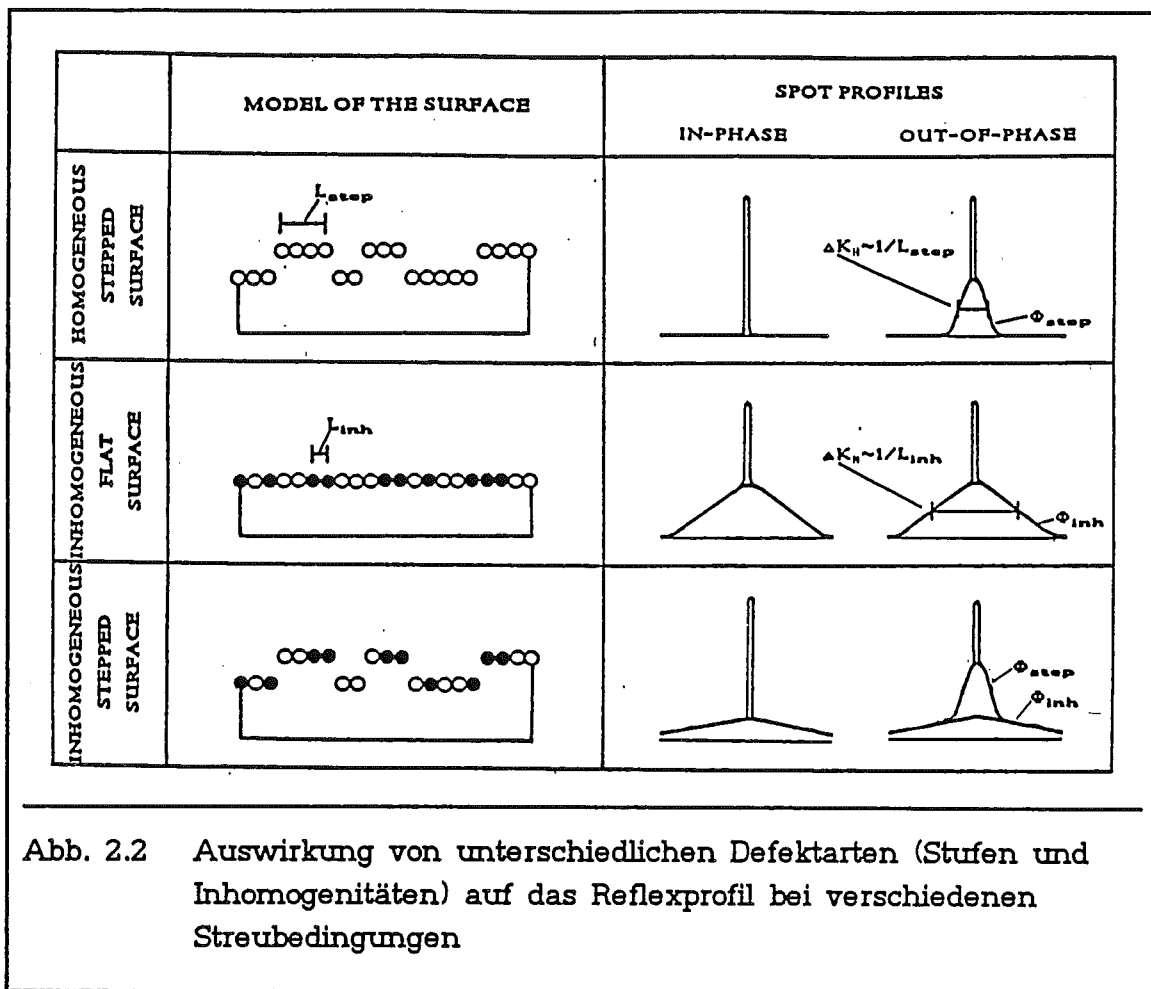 MODEL OF THE SURFACE
SPOT PROFILES
IN-PHASE OUT-OF-PHASE
HOMOGENEOUS
STEPPED
SURFACE
L_step
ΔK_H~1/L_step
Φ_step
INHOMOGENEOUS
FLAT
SURFACE
L_inh
ΔK_H~1/L_inh
Φ_inh
INHOMOGENEOUS
STEPPED
SURFACE
Φ_step
Φ_inh
Abb. 2.2 Auswirkung von unterschiedlichen Defektarten (Stufen und
Inhomogenitäten) auf das Reflexprofil bei verschiedenen
Streubedingungen